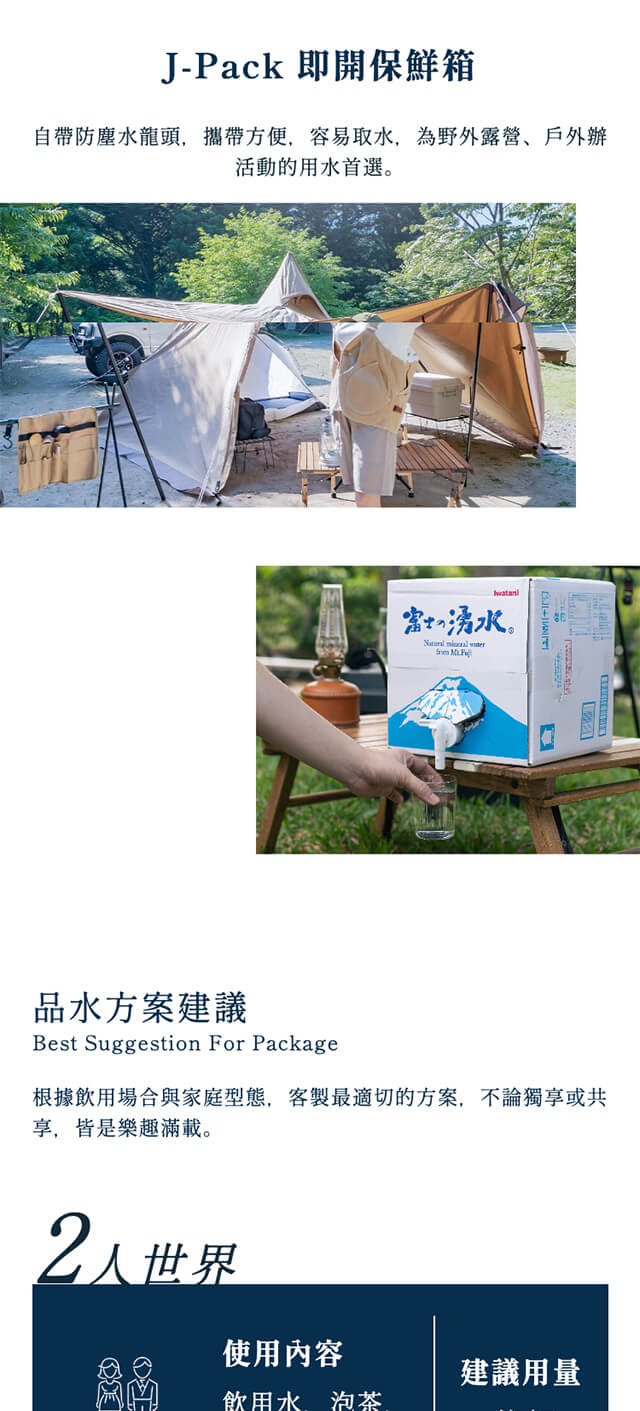 J-Pack 即開保鮮箱
自帶防塵水龍頭，攜帶方便，容易取水，為野外露營、戶外辦
活動的用水首選。
Iwatani
富士の湧水
Natural mineral water
from Mt.Fuji
品水方案建議
Best Suggestion For Package
根據飲用場合與家庭型態，客製最適切的方案，不論獨享或共
享，皆是樂趣滿載。
2人世界
使用內容
建議用量
飲用水、泡茶、